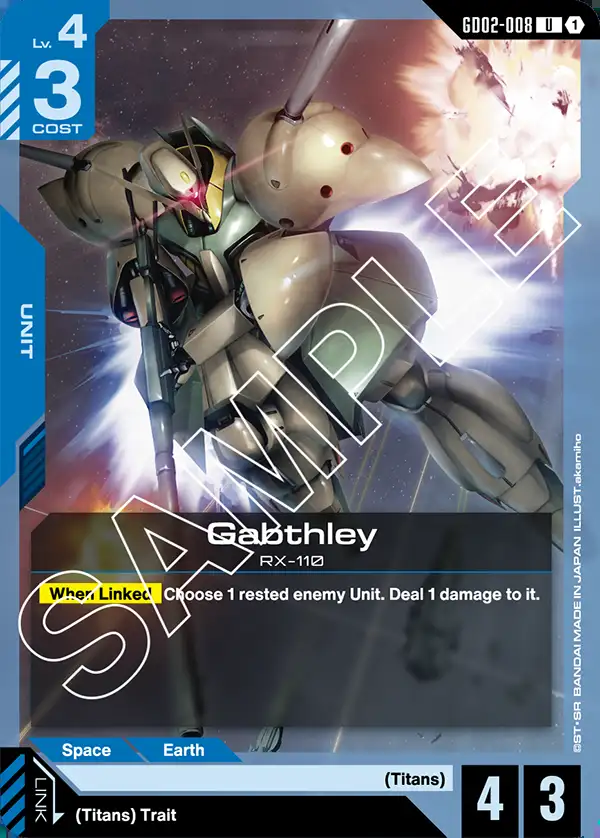 Lv. 4
3
COST
GD02-008 U 1
UNIT
SAMPLE
Gabthley
RX-110
When Linked Choose 1 rested enemy Unit. Deal 1 damage to it.
Space Earth
(Titans)
LINK
(Titans) Trait
4 3
©ST・SR BANDAI MADE IN JAPAN ILLUST.akamiho